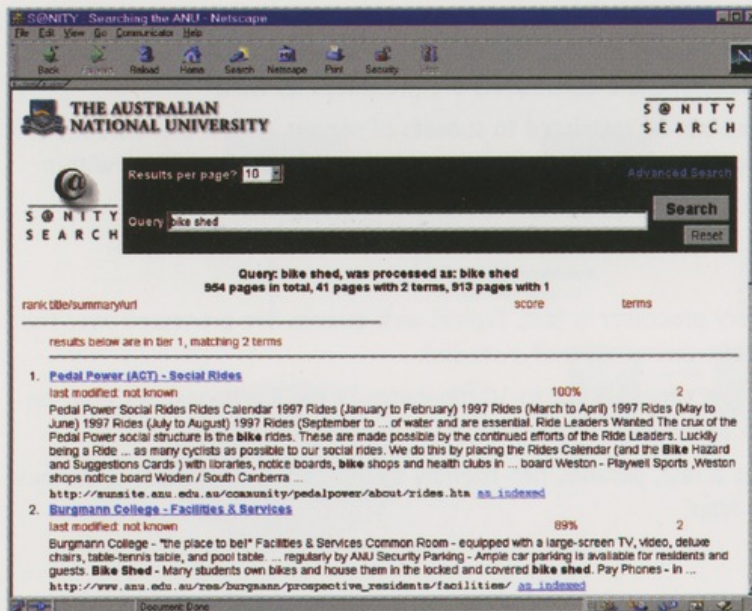 S@NITY : Searching the ANU - Netscape
File Edit View Go Communicator Help
Back Reload Home Search Netscape Print Security
THE AUSTRALIAN
NATIONAL UNIVERSITY
S@NITY
SEARCH
S@NITY
SEARCH
Results per page? 10
Advanced Search
Query bike shed
Search
Reset
Query: bike shed, was processed as: bike shed
954 pages in total, 41 pages with 2 terms, 913 pages with 1
rank title/summary/url score terms
results below are in tier 1, matching 2 terms
1. Pedal Power (ACT) - Social Rides
last modified: not known 100% 2
Pedal Power Social Rides Rides Calendar 1997 Rides (January to February) 1997 Rides (March to April) 1997 Rides (May to
June) 1997 Rides (July to August) 1997 Rides (September to ... of water and are essential. Ride Leaders Wanted The crux of the
Pedal Power social structure is the bike rides. These are made possible by the continued efforts of the Ride Leaders. Luckily
being a Ride ... as many cyclists as possible to our social rides. We do this by placing the Rides Calendar (and the Bike Hazard
and Suggestions Cards ) with libraries, notice boards, bike shops and health clubs in ... board Weston - Playwell Sports ,Weston
shops notice board Woden / South Canberra ...
http://sunsite.anu.edu.au/community/pedalpower/about/rides.htm as indexed
2. Burgmann College - Facilities & Services
last modified: not known 89% 2
Burgmann College - "the place to be!" Facilities & Services Common Room - equipped with a large-screen TV, video, deluxe
chairs, table-tennis table, and pool table. ... regularly by ANU Security Parking - Ample car parking is available for residents and
guests. Bike Shed - Many students own bikes and house them in the locked and covered bike shed. Pay Phones - In ...
http://www.anu.edu.au/res/burgmann/prospective_residents/facilities/ as indexed
Document: Done